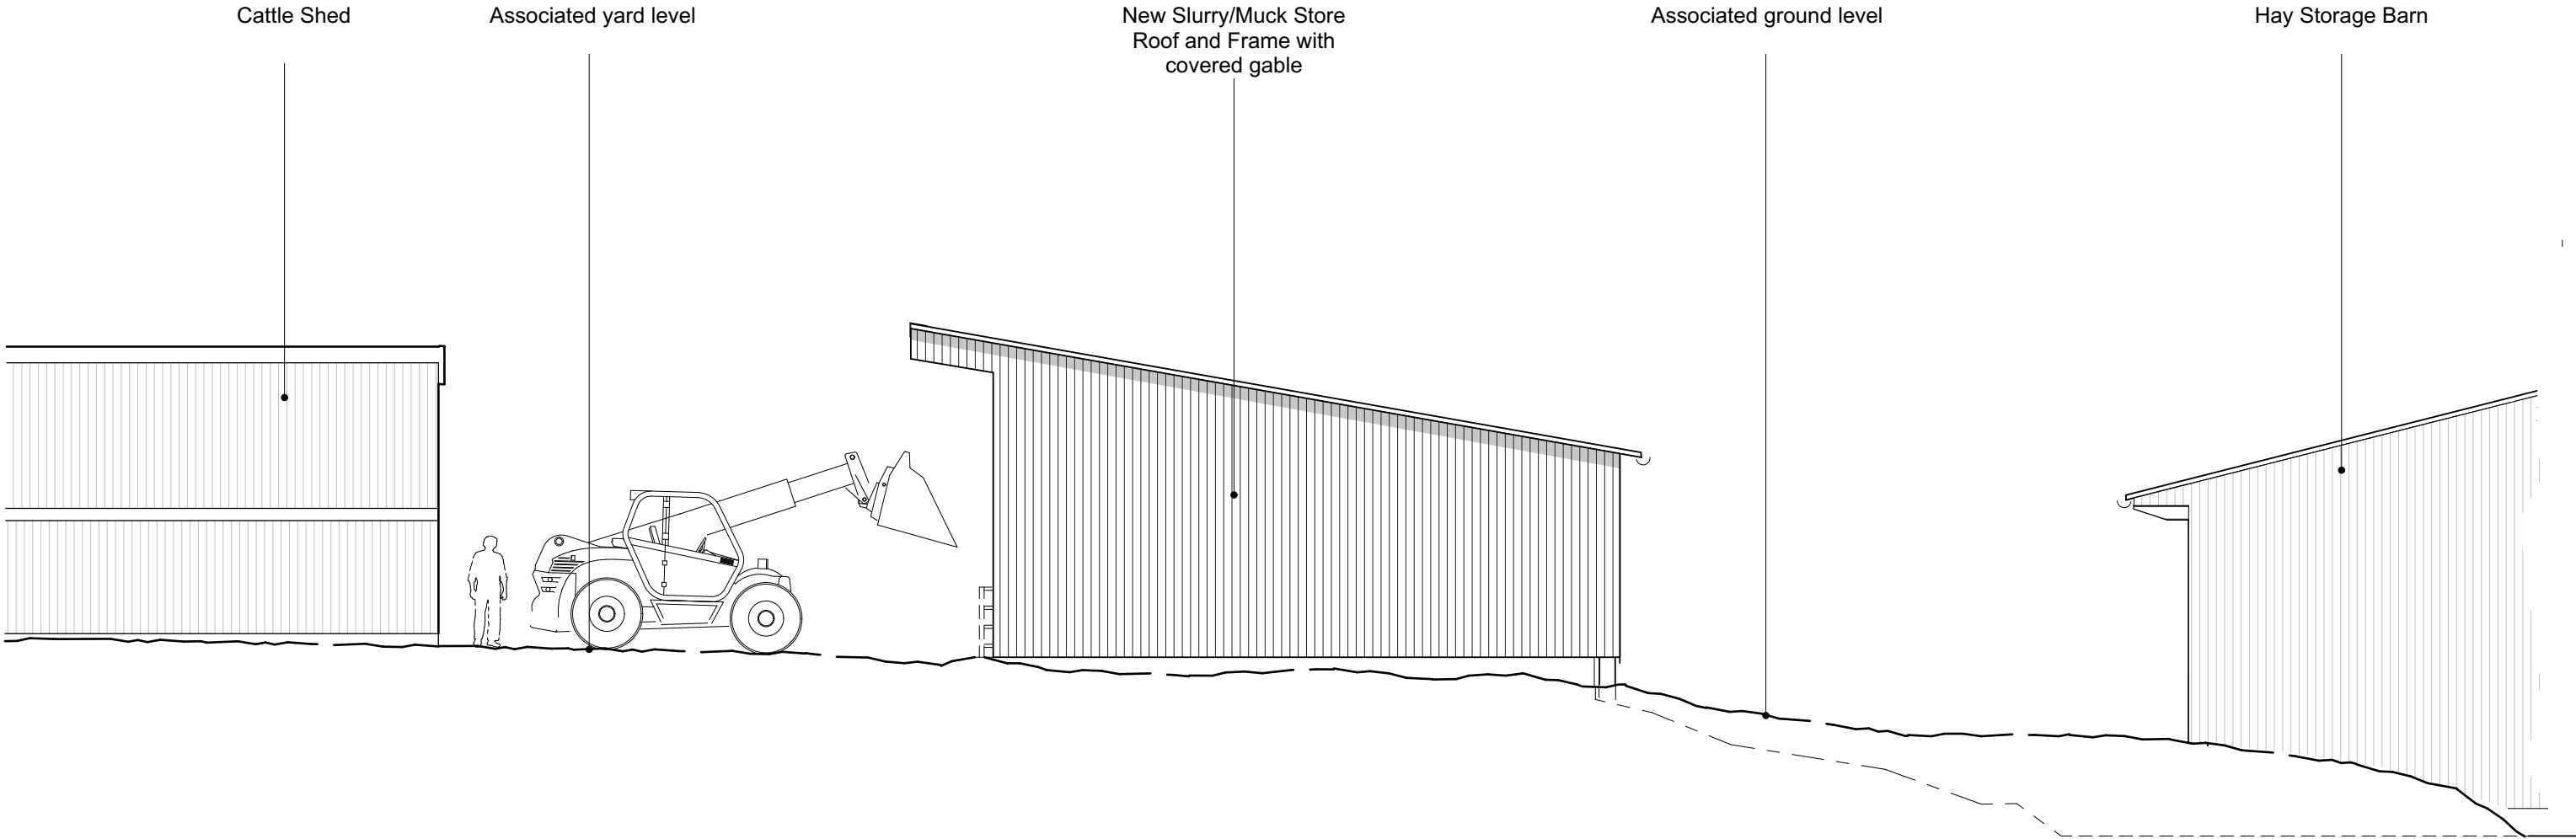 Cattle Shed
Associated yard level
New Slurry/Muck Store
Roof and Frame with
covered gable
Associated ground level
Hay Storage Barn